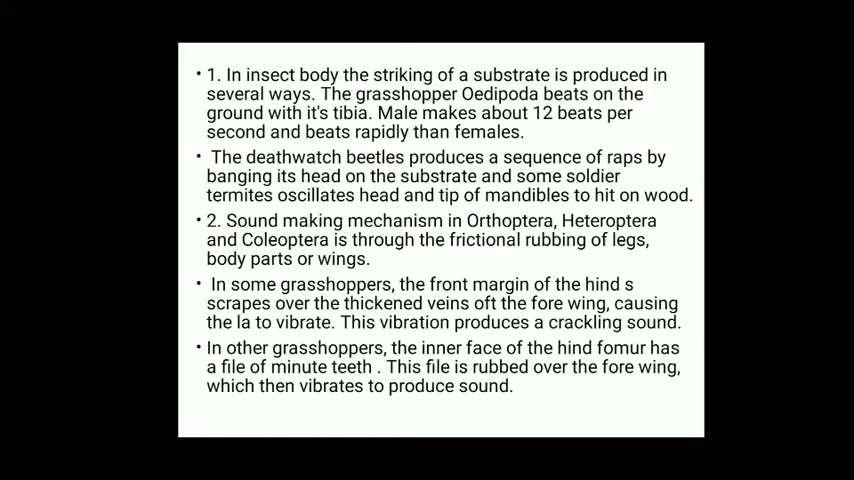 • 1. In insect body the striking of a substrate is produced in
several ways. The grasshopper Oedipoda beats on the
ground with it's tibia. Male makes about 12 beats per
second and beats rapidly than females.
• The deathwatch beetles produces a sequence of raps by
banging its head on the substrate and some soldier
termites oscillates head and tip of mandibles to hit on wood.
• 2. Sound making mechanism in Orthoptera, Heteroptera
and Coleoptera is through the frictional rubbing of legs,
body parts or wings.
• In some grasshoppers, the front margin of the hind s
scrapes over the thickened veins oft the fore wing, causing
the la to vibrate. This vibration produces a crackling sound.
• In other grasshoppers, the inner face of the hind fomur has
a file of minute teeth . This file is rubbed over the fore wing,
which then vibrates to produce sound.